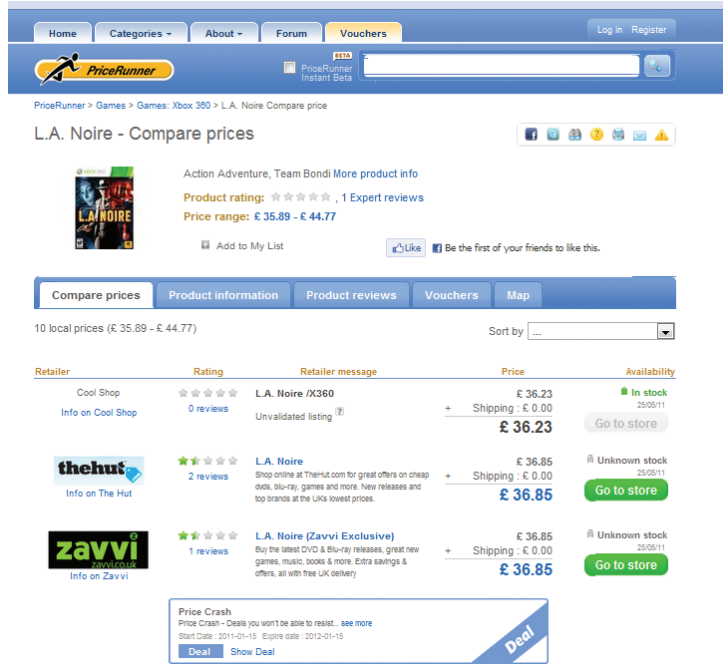 Home Categories About Forum Vouchers Log in Register
BETA
PriceRunner PriceRunner
Instant Beta
PriceRunner > Games > Games: Xbox 360 > L.A. Noire Compare price
L.A. Noire - Compare prices
XBOX 360
L.A. NOIRE
Action Adventure, Team Bondi More product info
Product rating: , 1 Expert reviews
Price range: £ 35.89 - £ 44.77
Add to My List Like Be the first of your friends to like this.
Compare prices Product information Product reviews Vouchers Map
10 local prices (£ 35.89 - £ 44.77) Sort by ...
Retailer Rating Retailer message Price Availability
Cool Shop L.A. Noire /X360 £ 36.23 In stock
Info on Cool Shop 0 reviews Unvalidated listing ? + Shipping : £ 0.00 25/05/11
£ 36.23 Go to store
thehut L.A. Noire £ 36.85 Unknown stock
2 reviews Shop online at TheHut.com for great offers on cheap + Shipping : £ 0.00 25/05/11
dvds, blu-ray, games and more. New releases and
Info on The Hut top brands at the UKs lowest prices. £ 36.85 Go to store
zavvi L.A. Noire (Zavvi Exclusive) £ 36.85 Unknown stock
1 reviews Buy the latest DVD & Blu-ray releases, great new + Shipping : £ 0.00 25/05/11
zavvi.co.uk games, music, books & more. Extra savings &
Info on Zavvi offers, all with free UK delivery £ 36.85 Go to store
Price Crash
Price Crash - Deals you won't be able to resist... see more
Start Date : 2011-01-15 Expire date : 2012-01-15
Deal Show Deal Deal